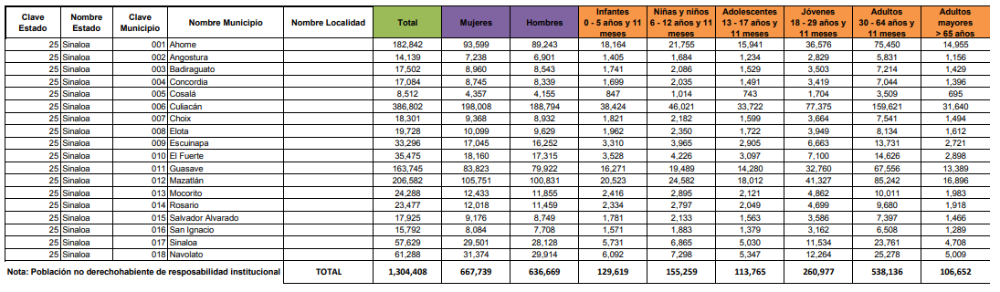 Clave Estado | Nombre Estado | Clave Municipio | Nombre Municipio | Nombre Localidad | Total | Mujeres | Hombres | Infantes 0 - 5 años y 11 meses | Niñas y niños 6 - 12 años y 11 meses | Adolescentes 13 - 17 años y 11 meses | Jóvenes 18 - 29 años y 11 meses | Adultos 30 - 64 años y 11 meses | Adultos mayores > 65 años
25 Sinaloa 001 Ahome 182,842 93,599 89,243 18,164 21,755 15,941 36,576 75,450 14,955
25 Sinaloa 002 Angostura 14,139 7,238 6,901 1,405 1,684 1,234 2,829 5,831 1,156
25 Sinaloa 003 Badiraguato 17,502 8,960 8,543 1,741 2,086 1,529 3,503 7,214 1,429
25 Sinaloa 004 Concordia 17,084 8,745 8,339 1,699 2,035 1,491 3,419 7,044 1,396
25 Sinaloa 005 Cosalá 8,512 4,357 4,155 847 1,014 743 1,704 3,509 695
25 Sinaloa 006 Culiacán 386,802 198,008 188,794 38,424 46,021 33,722 77,375 159,621 31,640
25 Sinaloa 007 Choix 18,301 9,368 8,932 1,821 2,182 1,599 3,664 7,541 1,494
25 Sinaloa 008 Elota 19,728 10,099 9,629 1,962 2,350 1,722 3,949 8,134 1,612
25 Sinaloa 009 Escuinapa 33,296 17,045 16,252 3,310 3,965 2,905 6,663 13,731 2,721
25 Sinaloa 010 El Fuerte 35,475 18,160 17,315 3,528 4,226 3,097 7,100 14,626 2,898
25 Sinaloa 011 Guasave 163,745 83,823 79,922 16,271 19,489 14,280 32,760 67,556 13,389
25 Sinaloa 012 Mazatlán 206,582 105,751 100,831 20,523 24,582 18,012 41,327 85,242 16,896
25 Sinaloa 013 Mocorito 24,288 12,433 11,855 2,416 2,895 2,121 4,862 10,011 1,983
25 Sinaloa 014 Rosario 23,477 12,018 11,459 2,334 2,797 2,049 4,699 9,680 1,918
25 Sinaloa 015 Salvador Alvarado 17,925 9,176 8,749 1,781 2,133 1,563 3,586 7,397 1,466
25 Sinaloa 016 San Ignacio 15,792 8,084 7,708 1,571 1,883 1,379 3,162 6,508 1,289
25 Sinaloa 017 Sinaloa 57,629 29,501 28,128 5,731 6,865 5,030 11,534 23,761 4,708
25 Sinaloa 018 Navolato 61,288 31,374 29,914 6,092 7,298 5,347 12,264 25,278 5,009
Nota: Población no derechohabiente de resposabilidad institucional TOTAL 1,304,408 667,739 636,669 129,619 155,259 113,765 260,977 538,136 106,652